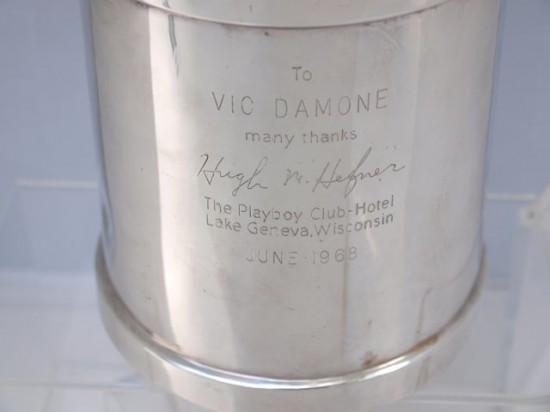 To
VIC DAMONE
many thanks
Hugh M. Hefner
The Playboy Club-Hotel
Lake Geneva, Wisconsin
JUNE-1968